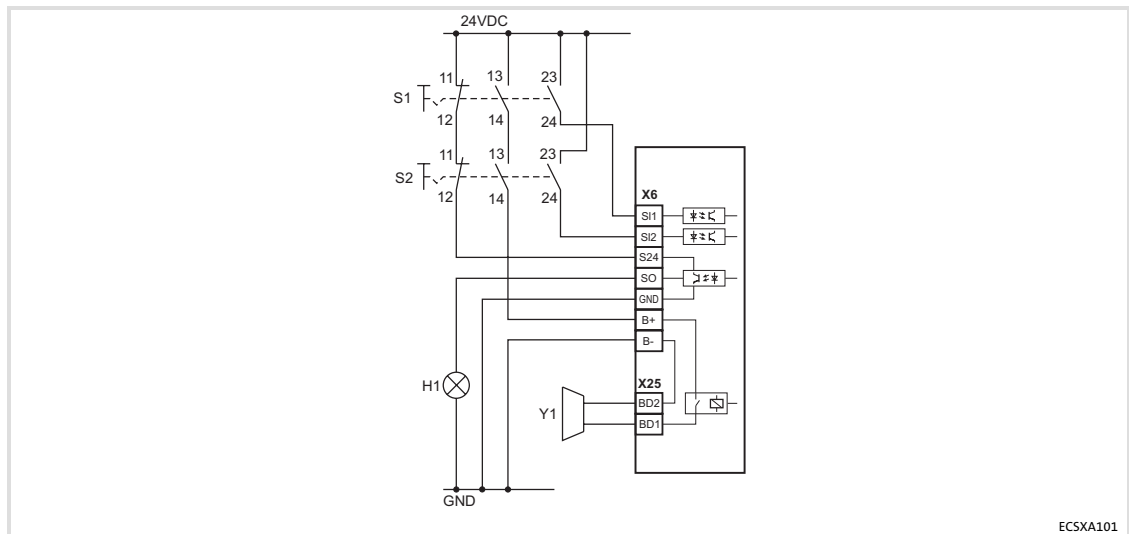 24VDC
11 13 23
S1
12 14 24
11 13 23
S2
12 14 24
X6
SI1
SI2
S24
SO
GND
B+
B-
H1
X25
Y1
BD2
BD1
GND
ECSXA101